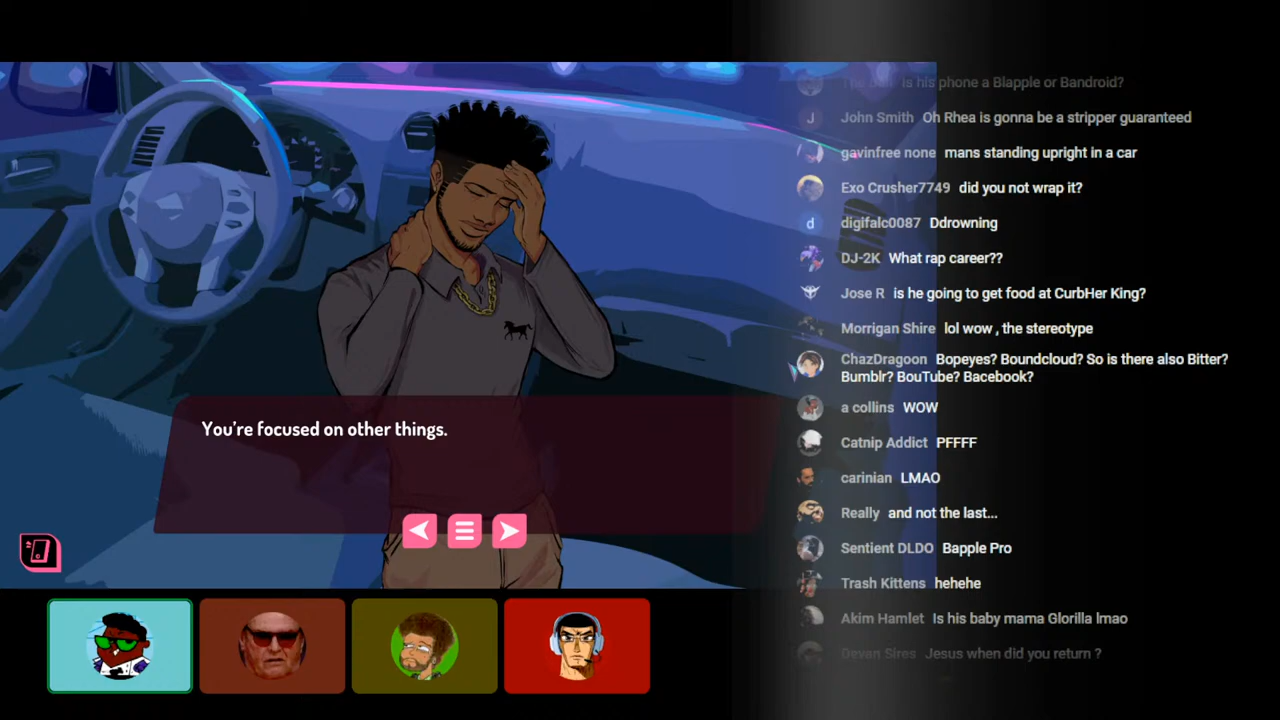 is his phone a Blapple or Bandroid?
John Smith Oh Rhea is gonna be a stripper guaranteed
gavinfree none mans standing upright in a car
Exo Crusher7749 did you not wrap it?
digifalc0087 Ddrowning
DJ-2K What rap career??
Jose R is he going to get food at CurbHer King?
Morrigan Shire lol wow , the stereotype
ChazDragoon Bopeyes? Boundcloud? So is there also Bitter?
Bumblr? BouTube? Bacebook?
a collins WOW
Catnip Addict PFFFF
carinian LMAO
Really and not the last...
Sentient DLDO Bapple Pro
Trash Kittens hehehe
Akim Hamlet Is his baby mama Glorilla lmao
Devan Sires Jesus when did you return ?
You're focused on other things.